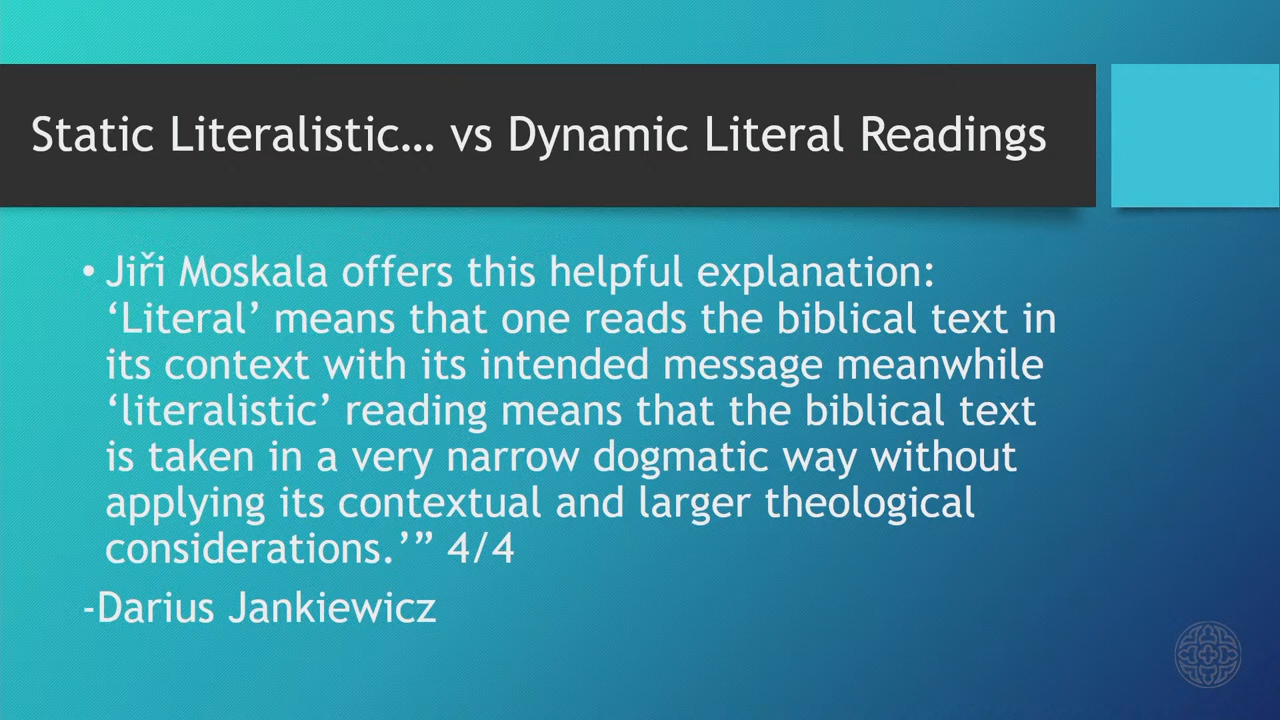 Static Literalistic… vs Dynamic Literal Readings
• Jiři Moskala offers this helpful explanation:
‘Literal’ means that one reads the biblical text in
its context with its intended message meanwhile
‘literalistic’ reading means that the biblical text
is taken in a very narrow dogmatic way without
applying its contextual and larger theological
considerations.’” 4/4
-Darius Jankiewicz